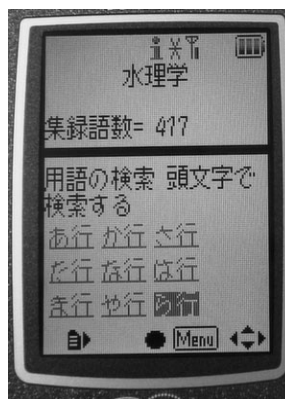 水理学
集録語数= 417
用語の検索 頭文字で
検索する
あ行 か行 さ行
た行 な行 は行
ま行 や行 ら行
Menu